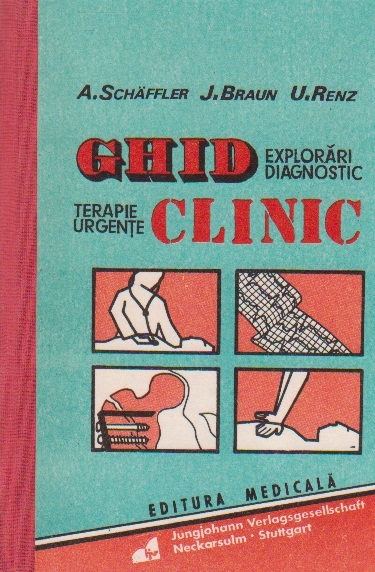 A.SCHÄFFLER J.BRAUN U.RENZ
GHID EXPLORĂRI
DIAGNOSTIC
TERAPIE
URGENȚE CLINIC
EDITURA MEDICALĂ
Jungjohann Verlagsgesellschaft
Neckarsulm · Stuttgart